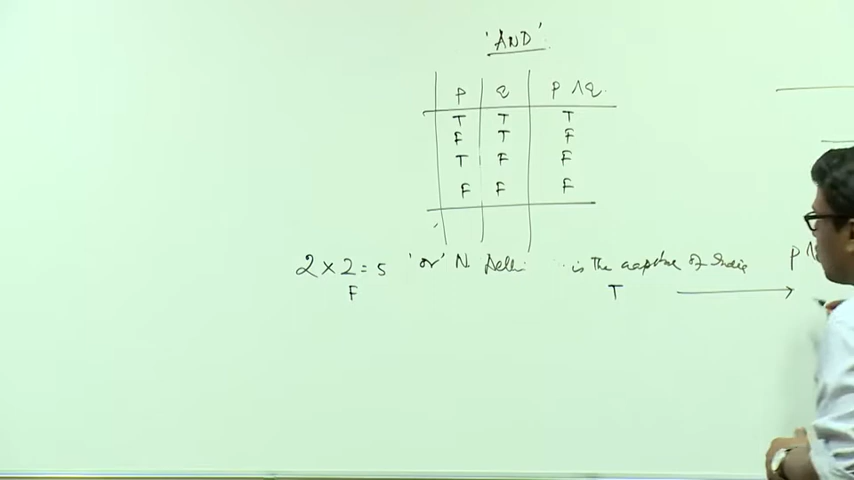 'AND'
P q P ∧ q
T T T
F T F
T F F
F F F
2 × 2 = 5 'or' N. Delhi is the capital of India P ∧
F T